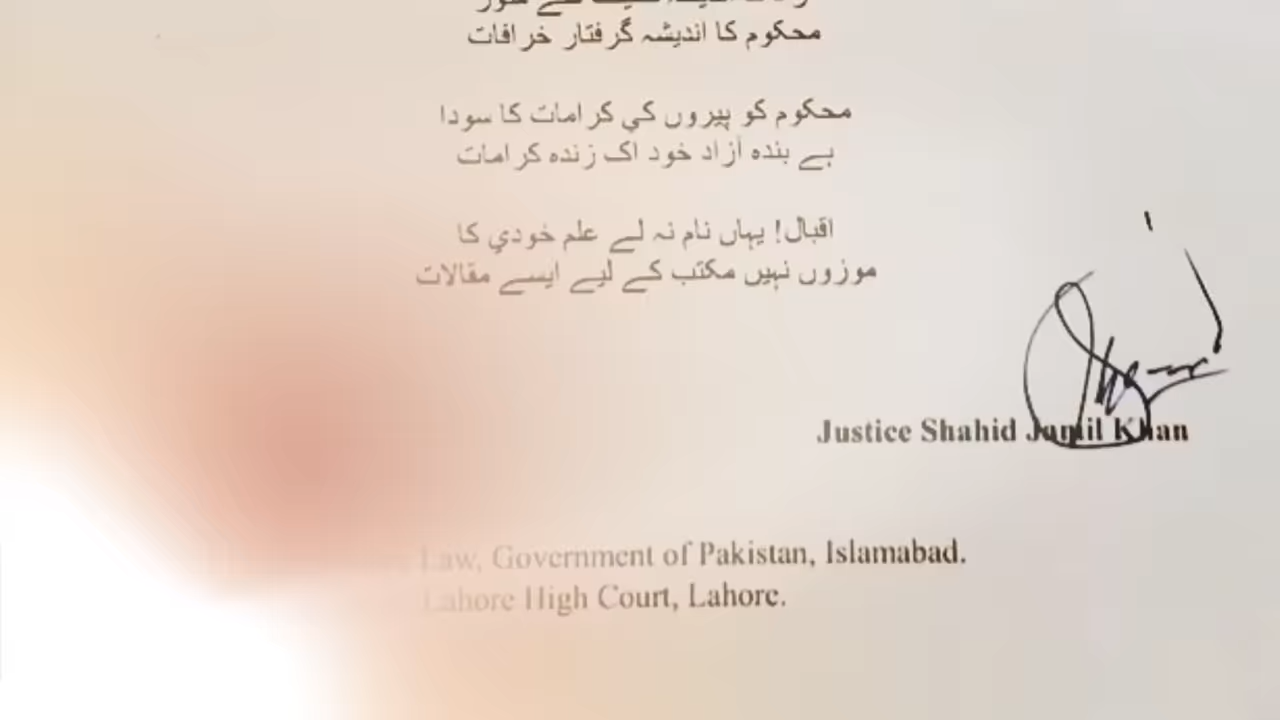 محکوم کا اندیشہ گرفتار خرافات
محکوم کو پیروں کي کرامات کا سودا
ہے بندہ آزاد خود اک زندہ کرامات
اقبال! یہاں نام نہ لے علم خودي کا
موزوں نہیں مکتب کے لیے ایسے مقالات
Justice Shahid Jamil Khan
Law, Government of Pakistan, Islamabad.
Lahore High Court, Lahore.